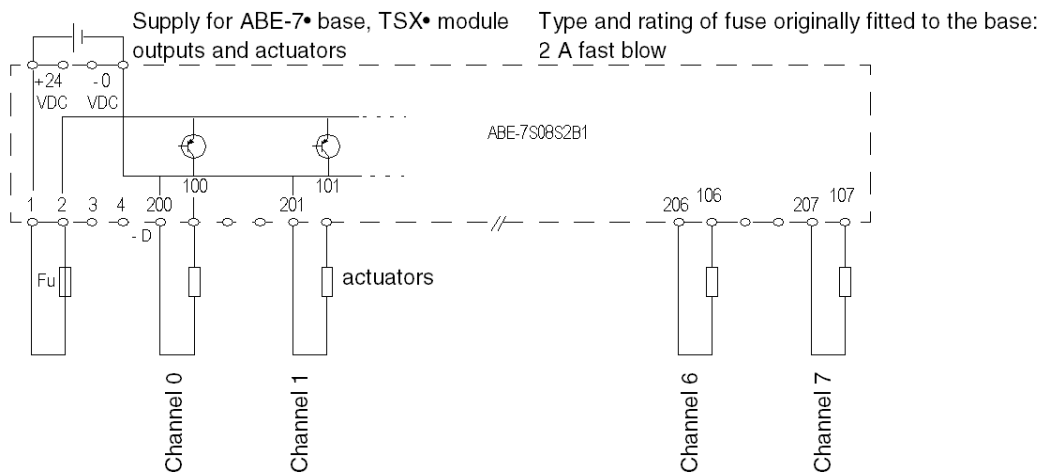 Supply for ABE-7• base, TSX• module
outputs and actuators
Type and rating of fuse originally fitted to the base:
2 A fast blow
+24 -0
VDC VDC
ABE-7S08S2B1
100 101
1 2 3 4 200 201 206 106 207 107
- D
Fu
actuators
Channel 0
Channel 1
Channel 6
Channel 7